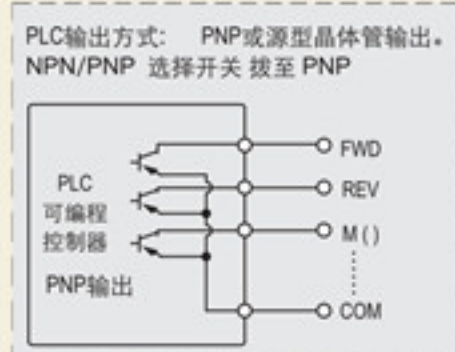 PLC输出方式: PNP或源型晶体管输出。
NPN/PNP 选择开关 拨至 PNP
FWD
PLC
REV
可编程
控制器
M ( )
PNP输出
COM